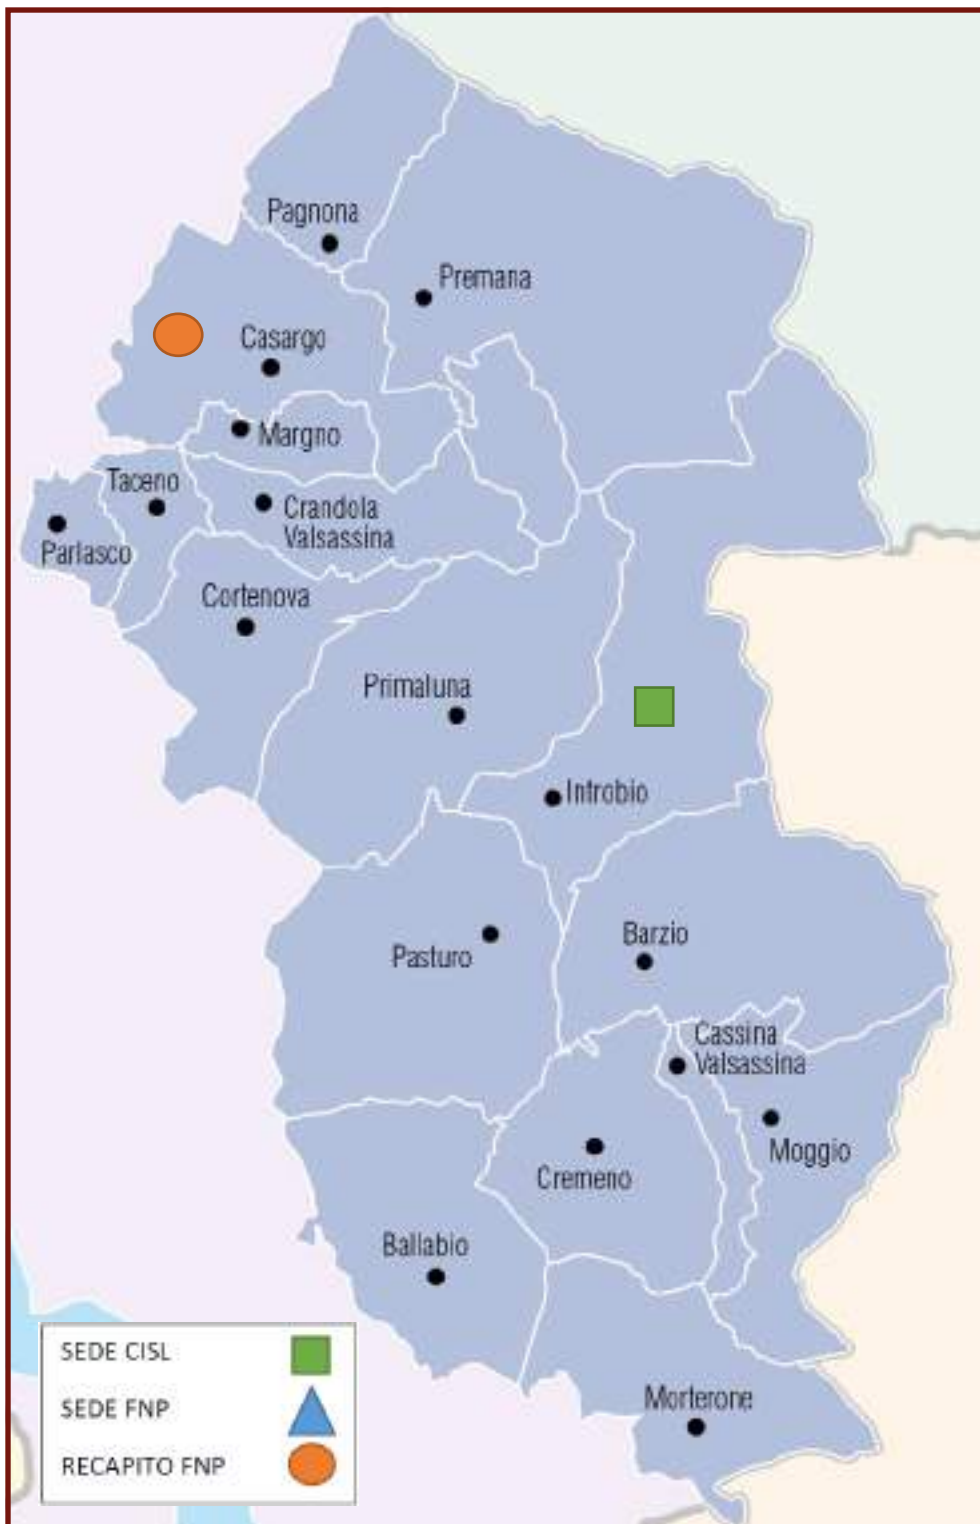 Pagnona
Premana
Casargo
Margno
Taceno
Crandola
Valsassina
Parlasco
Cortenova
Primaluna
Introbio
Pasturo
Barzio
Cassina
Valsassina
Moggio
Cremeno
Ballabio
Morterone
SEDE CISL
SEDE FNP
RECAPITO FNP